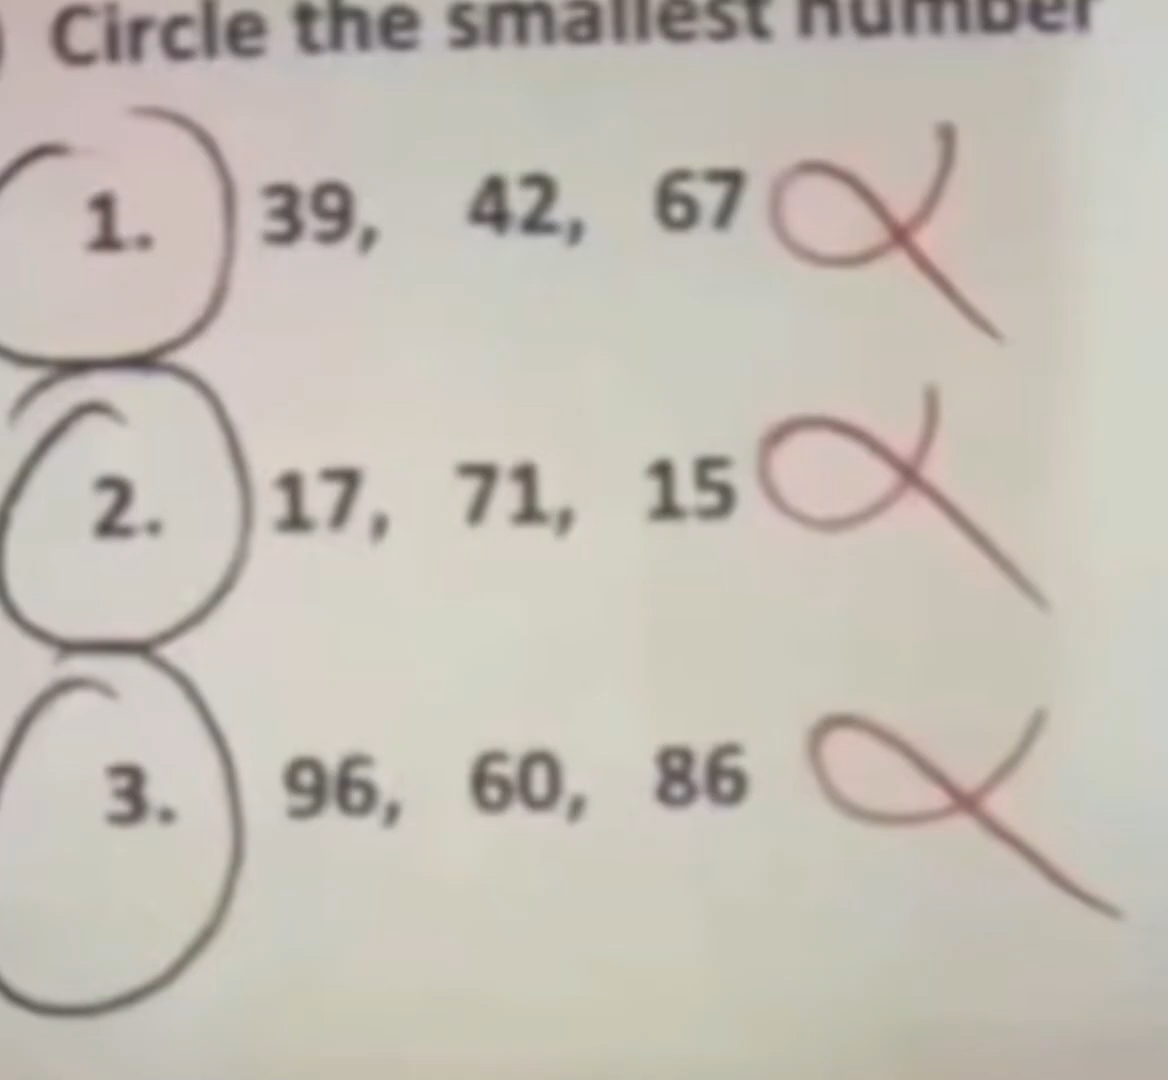 ) Circle the smallest number
1. 39, 42, 67
2. 17, 71, 15
3. 96, 60, 86